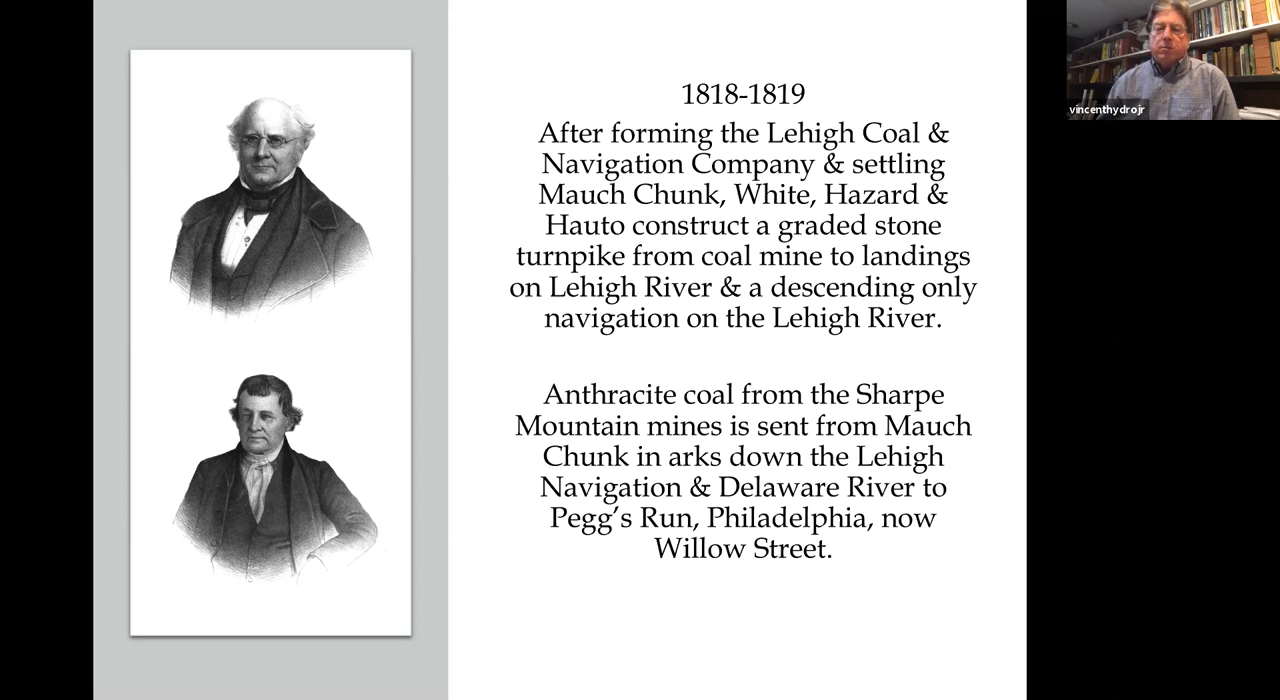 1818-1819
After forming the Lehigh Coal &
Navigation Company & settling
Mauch Chunk, White, Hazard &
Hauto construct a graded stone
turnpike from coal mine to landings
on Lehigh River & a descending only
navigation on the Lehigh River.
Anthracite coal from the Sharpe
Mountain mines is sent from Mauch
Chunk in arks down the Lehigh
Navigation & Delaware River to
Pegg’s Run, Philadelphia, now
Willow Street.
vincenthydrojr